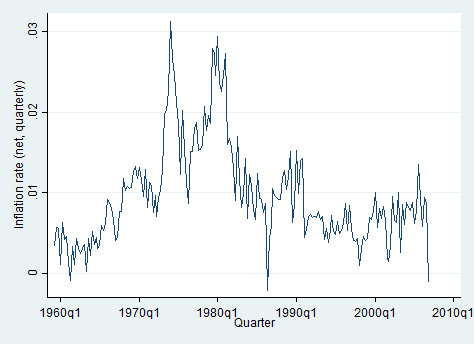 Inflation rate (net, quarterly)
.03
.02
.01
0
1960q1 1970q1 1980q1 1990q1 2000q1 2010q1
Quarter